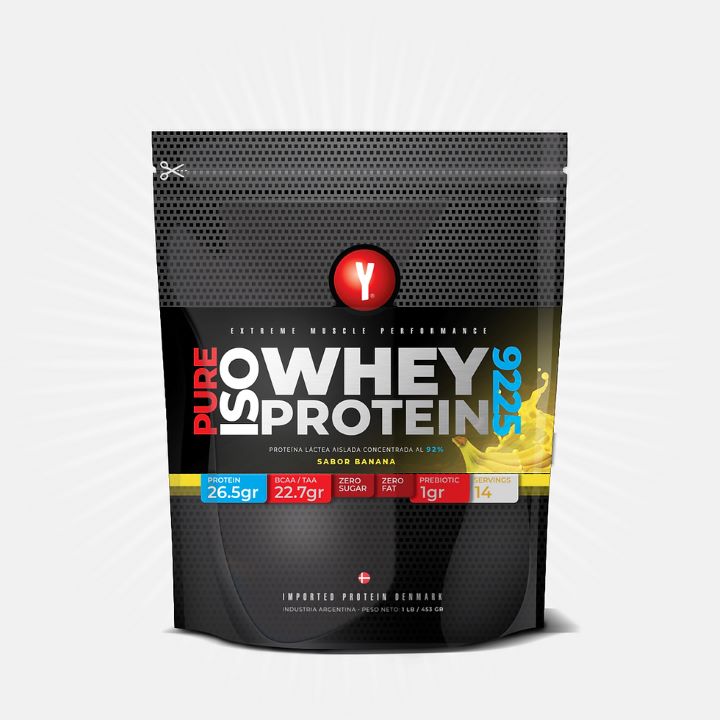 Y®
EXTREME MUSCLE PERFORMANCE
PURE
ISO
WHEY
PROTEIN
9225
PROTEÍNA LÁCTEA AISLADA CONCENTRADA AL 92%
SABOR BANANA
PROTEIN
26.5gr
BCAA / TAA
22.7gr
ZERO
SUGAR
ZERO
FAT
PREBIOTIC
1gr
SERVINGS
14
IMPORTED PROTEIN DENMARK
INDUSTRIA ARGENTINA - PESO NETO: 1 LB / 453 GR